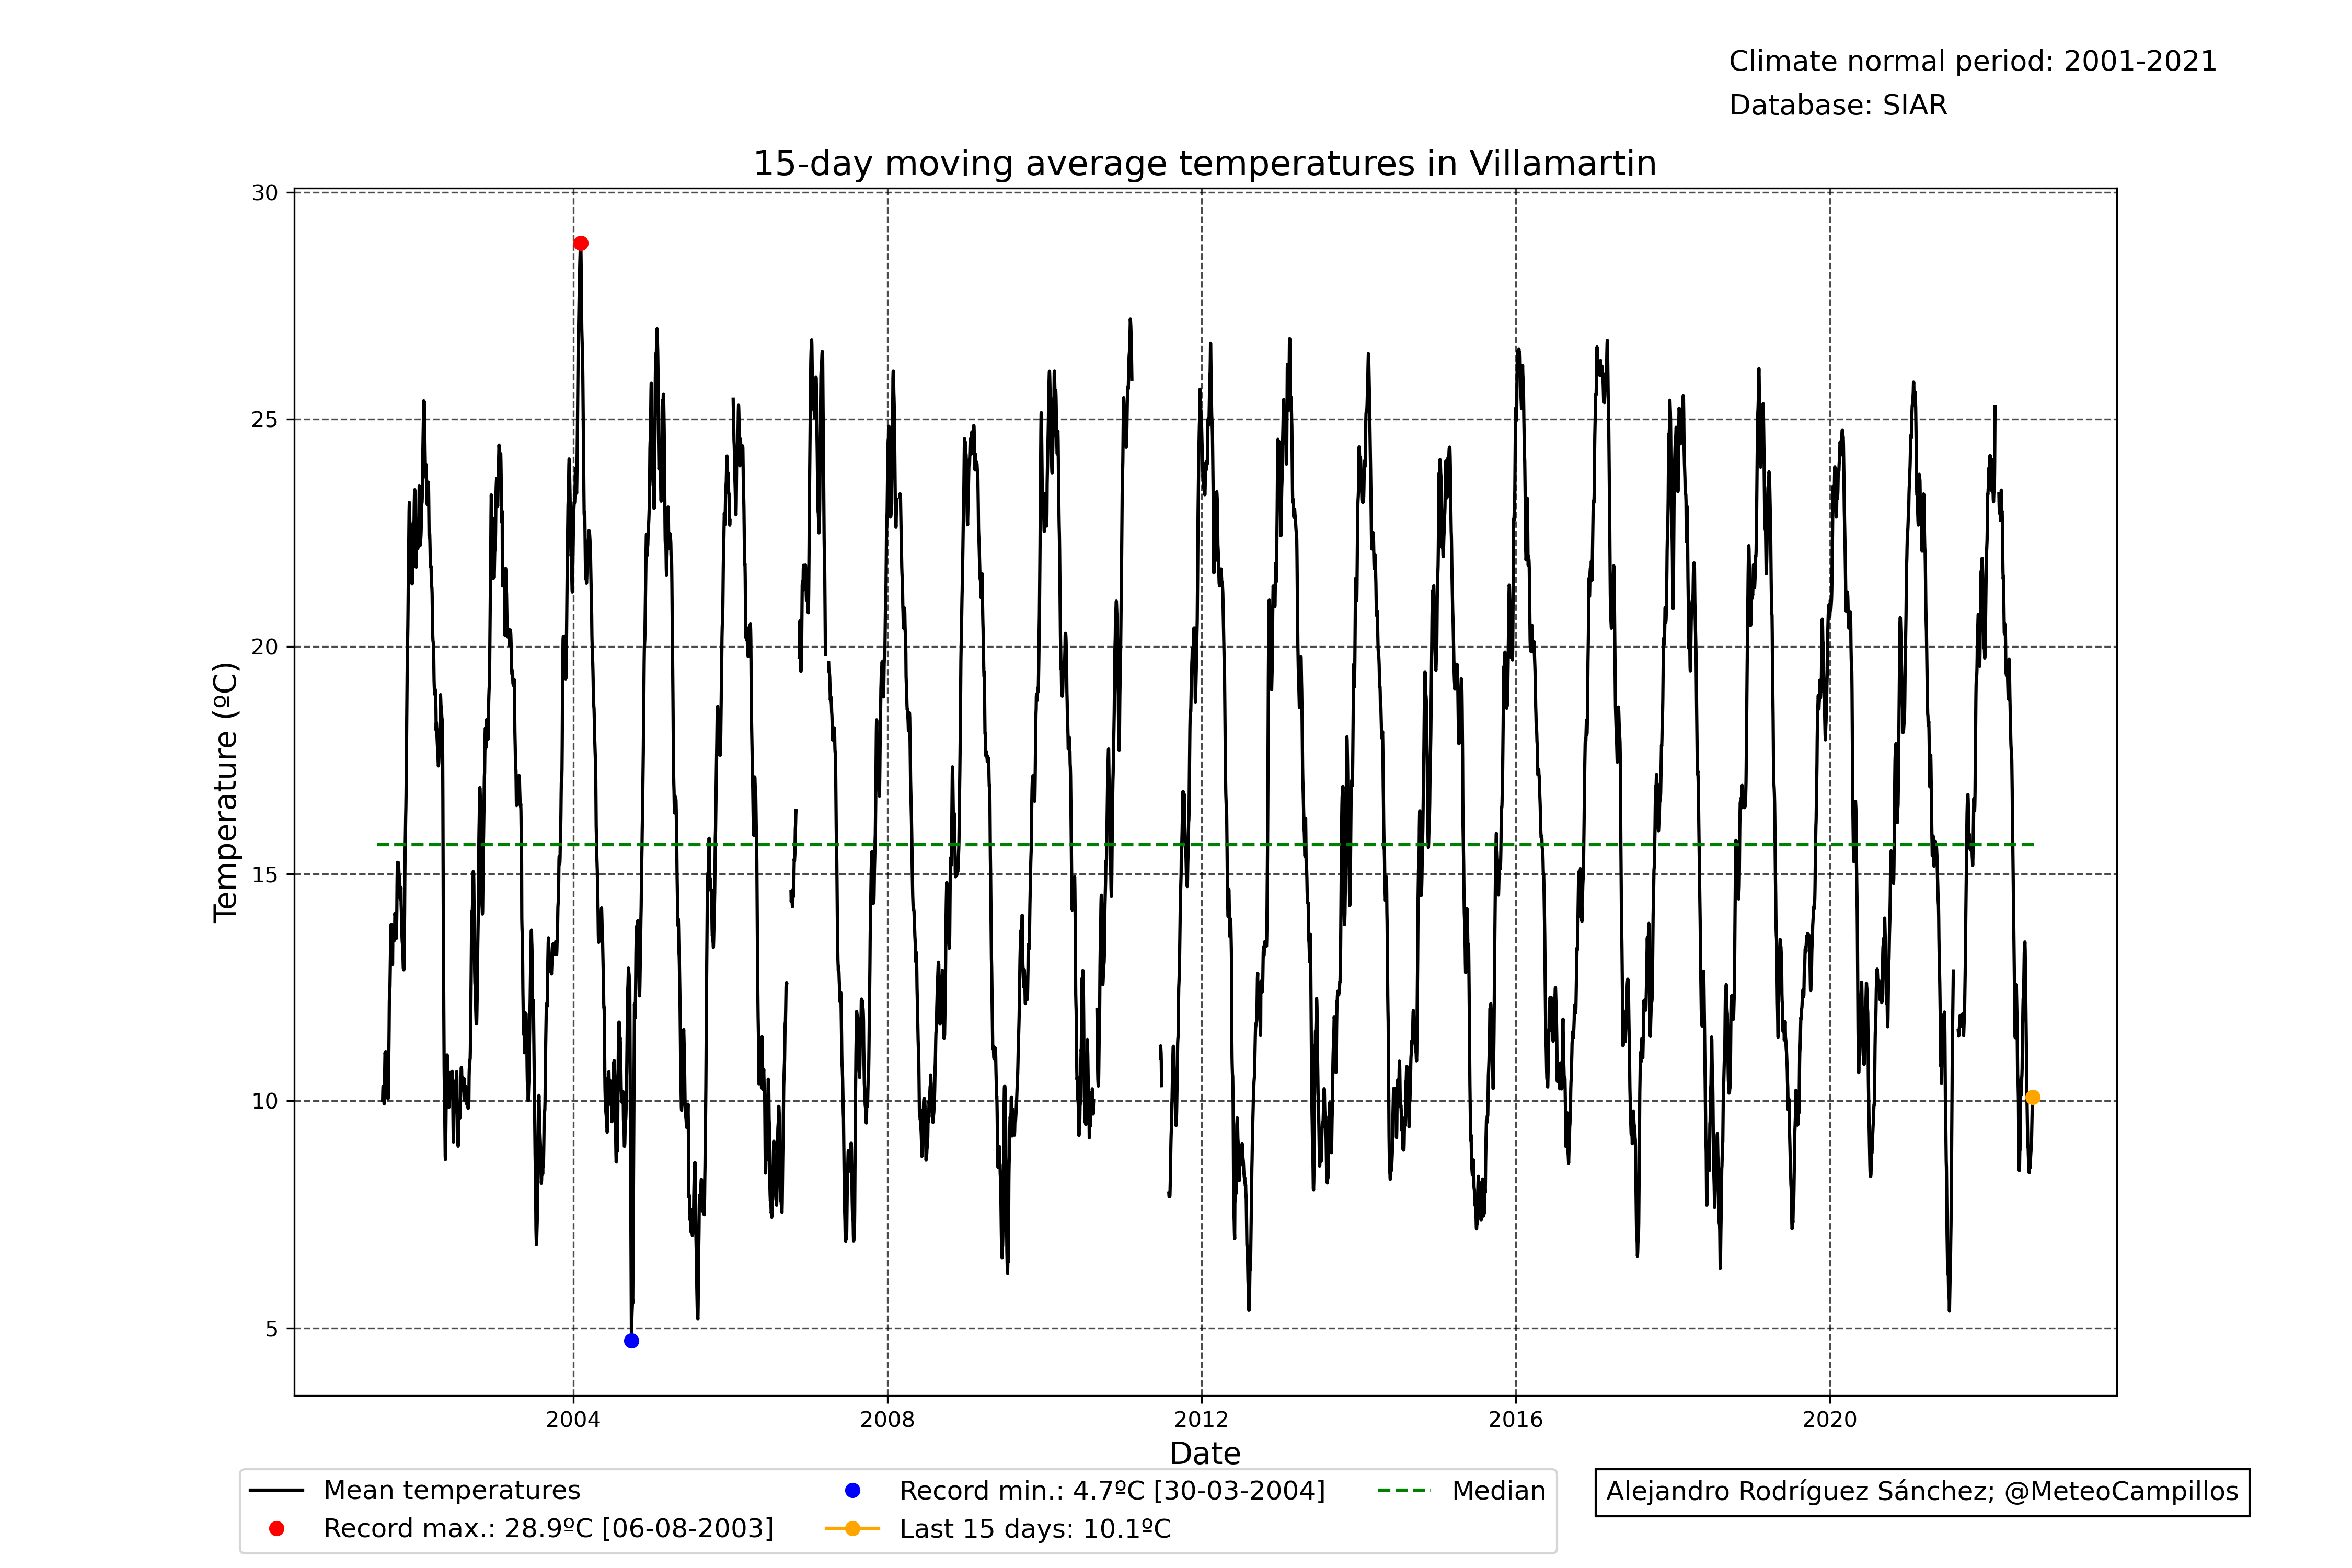 Climate normal period: 2001-2021
Database: SIAR
15-day moving average temperatures in Villamartin
30
25
20
15
10
5
Temperature (ºC)
2004 2008 2012 2016 2020
Date
Mean temperatures
Record max.: 28.9ºC [06-08-2003]
Record min.: 4.7ºC [30-03-2004]
Last 15 days: 10.1ºC
Median
Alejandro Rodríguez Sánchez; @MeteoCampillos